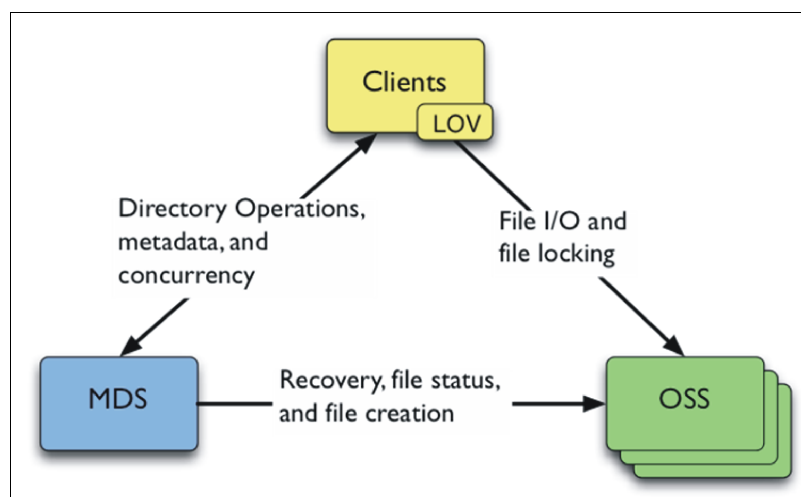 Clients
LOV
Directory Operations,
metadata, and
concurrency
File I/O and
file locking
MDS
Recovery, file status,
and file creation
OSS